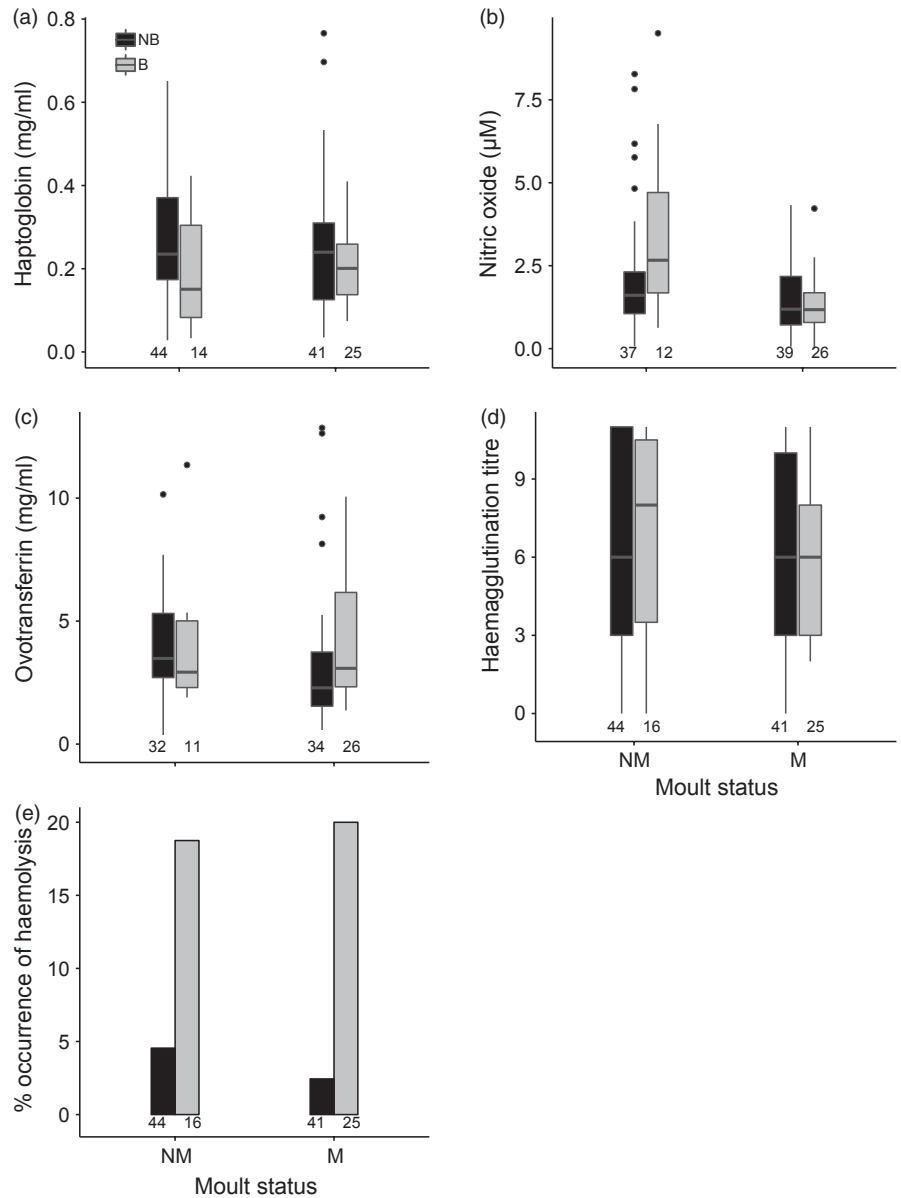 (a)
0.8
0.6
0.4
0.2
0.0
Haptoglobin (mg/ml)
NB
B
44 14 41 25
(b)
7.5
5.0
2.5
0.0
Nitric oxide (µM)
37 12 39 26
(c)
10
5
0
Ovotransferrin (mg/ml)
32 11 34 26
(d)
9
6
3
0
Haemagglutination titre
44 16 41 25
NM M
Moult status
(e)
20
15
10
5
0
% occurrence of haemolysis
44 16 41 25
NM M
Moult status